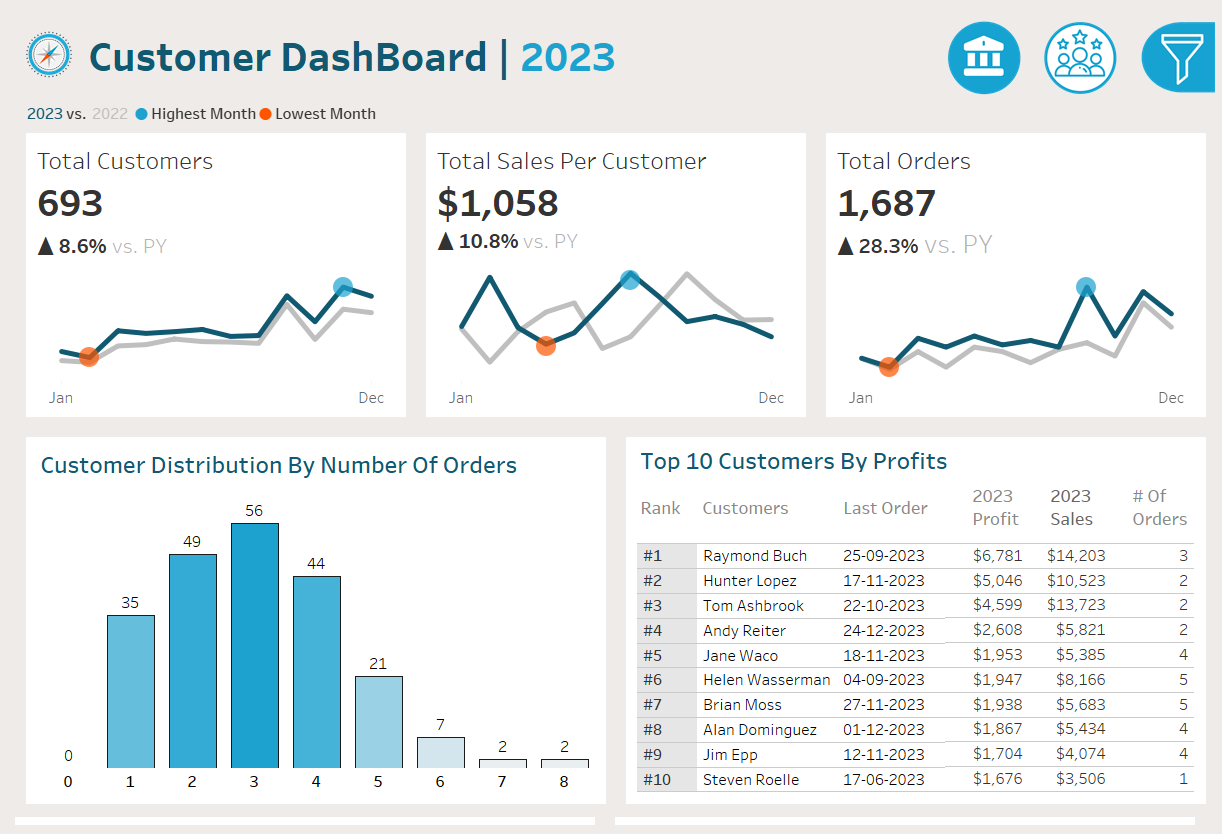 Customer DashBoard | 2023
2023 vs. 2022 Highest Month Lowest Month
Total Customers
693
▲ 8.6% vs. PY
Jan Dec
Total Sales Per Customer
$1,058
▲ 10.8% vs. PY
Jan Dec
Total Orders
1,687
▲ 28.3% vs. PY
Jan Dec
Customer Distribution By Number Of Orders
0 35 49 56 44 21 7 2 2
0 1 2 3 4 5 6 7 8
Top 10 Customers By Profits
Rank Customers Last Order 2023 Profit 2023 Sales # Of Orders
#1 Raymond Buch 25-09-2023 $6,781 $14,203 3
#2 Hunter Lopez 17-11-2023 $5,046 $10,523 2
#3 Tom Ashbrook 22-10-2023 $4,599 $13,723 2
#4 Andy Reiter 24-12-2023 $2,608 $5,821 2
#5 Jane Waco 18-11-2023 $1,953 $5,385 4
#6 Helen Wasserman 04-09-2023 $1,947 $8,166 5
#7 Brian Moss 27-11-2023 $1,938 $5,683 5
#8 Alan Dominguez 01-12-2023 $1,867 $5,434 4
#9 Jim Epp 12-11-2023 $1,704 $4,074 4
#10 Steven Roelle 17-06-2023 $1,676 $3,506 1